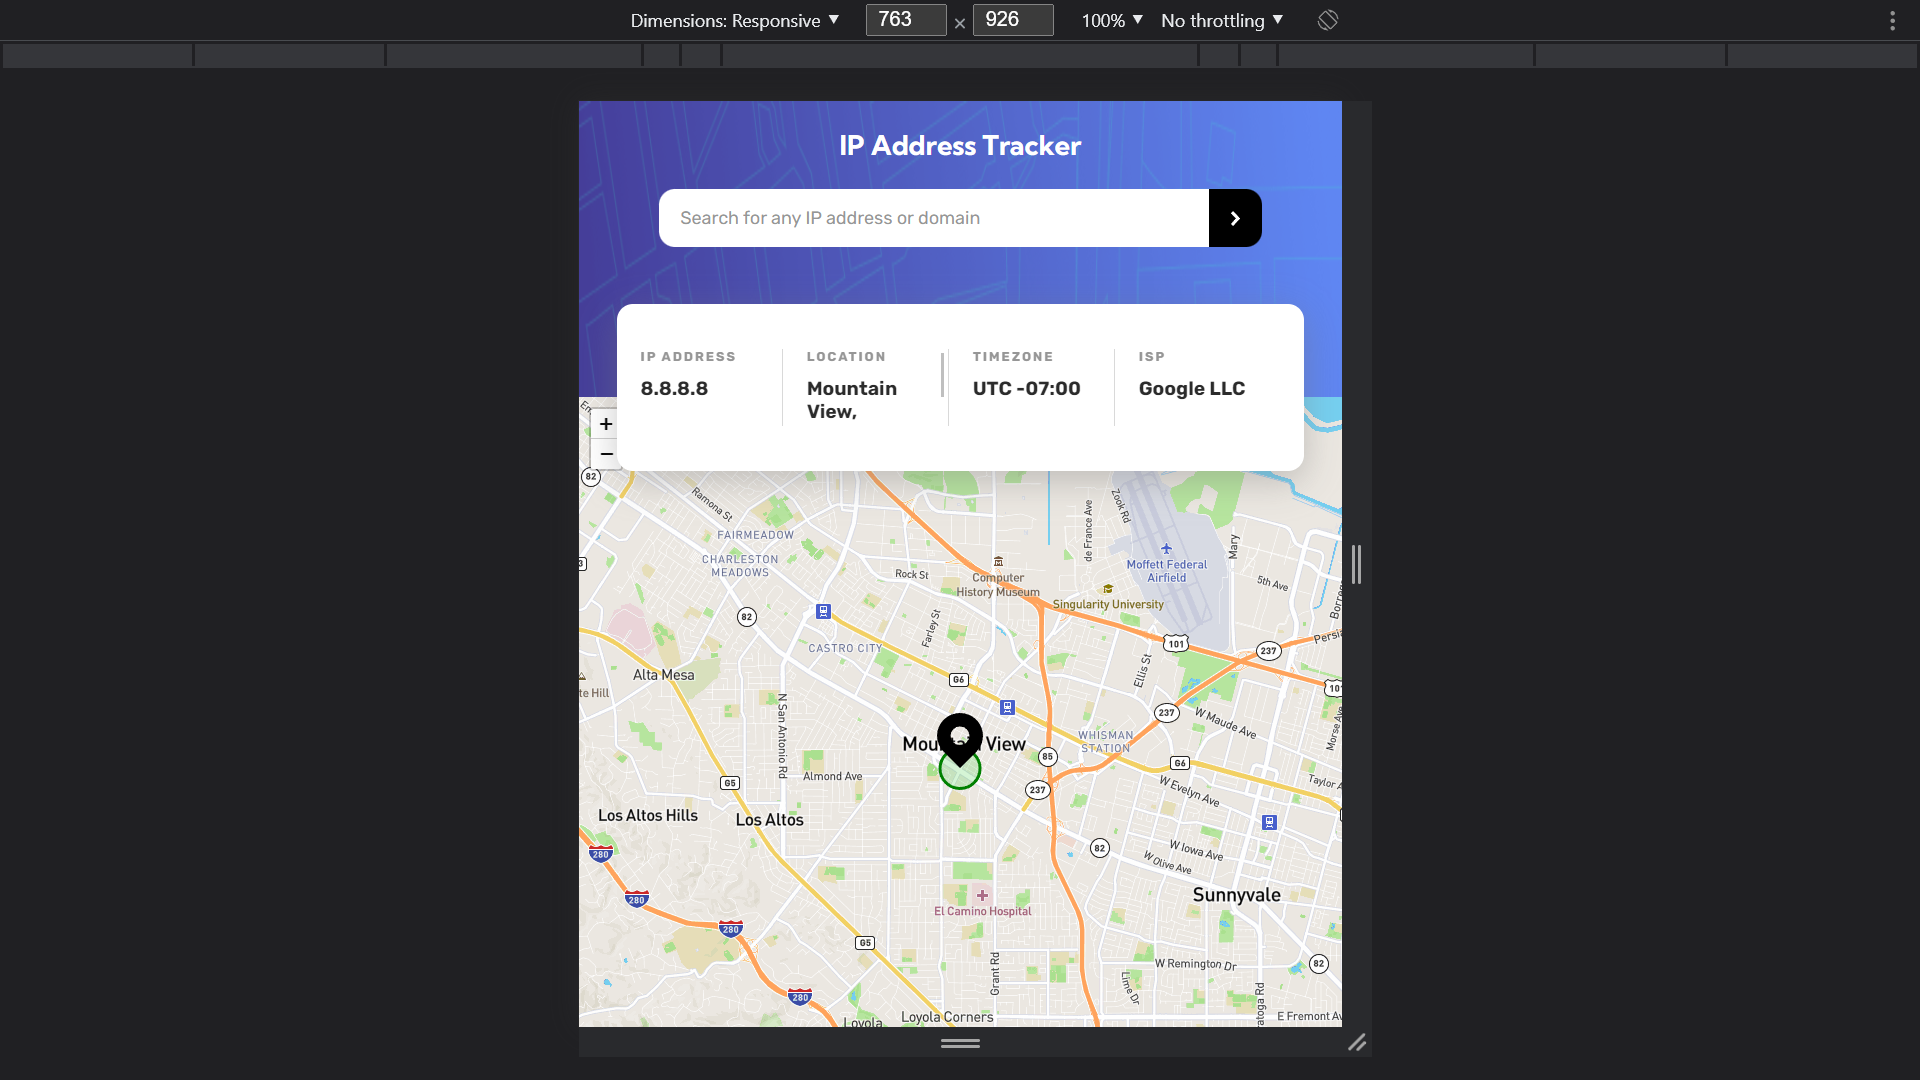 Dimensions: Responsive ▼ 763 × 926 100% ▼ No throttling ▼
IP Address Tracker
Search for any IP address or domain
IP ADDRESS
8.8.8.8
LOCATION
Mountain
View,
TIMEZONE
UTC -07:00
ISP
Google LLC
+
−
82
Ramona St
FAIRMEADOW
CHARLESTON
MEADOWS
Rock St
Computer
History Museum
de France Ave
Zook Rd
Moffett Federal
Airfield
Mary
5th Ave
Singularity University
82
Farley St
CASTRO CITY
101
237
Alta Mesa
te Hill
G6
Ellis St
N San Antonio Rd
237
W Maude Ave
Morse Ave
Mountain View
WHISMAN
STATION
85
G6
Almond Ave
G5
237
W Evelyn Ave
Taylor A
Los Altos Hills
Los Altos
280
82
W Iowa Ave
W Olive Ave
280
Sunnyvale
El Camino Hospital
280
G5
Grant Rd
Lime Dr
W Remington Dr
82
280
Loyola
Loyola Corners
E Fremont Av